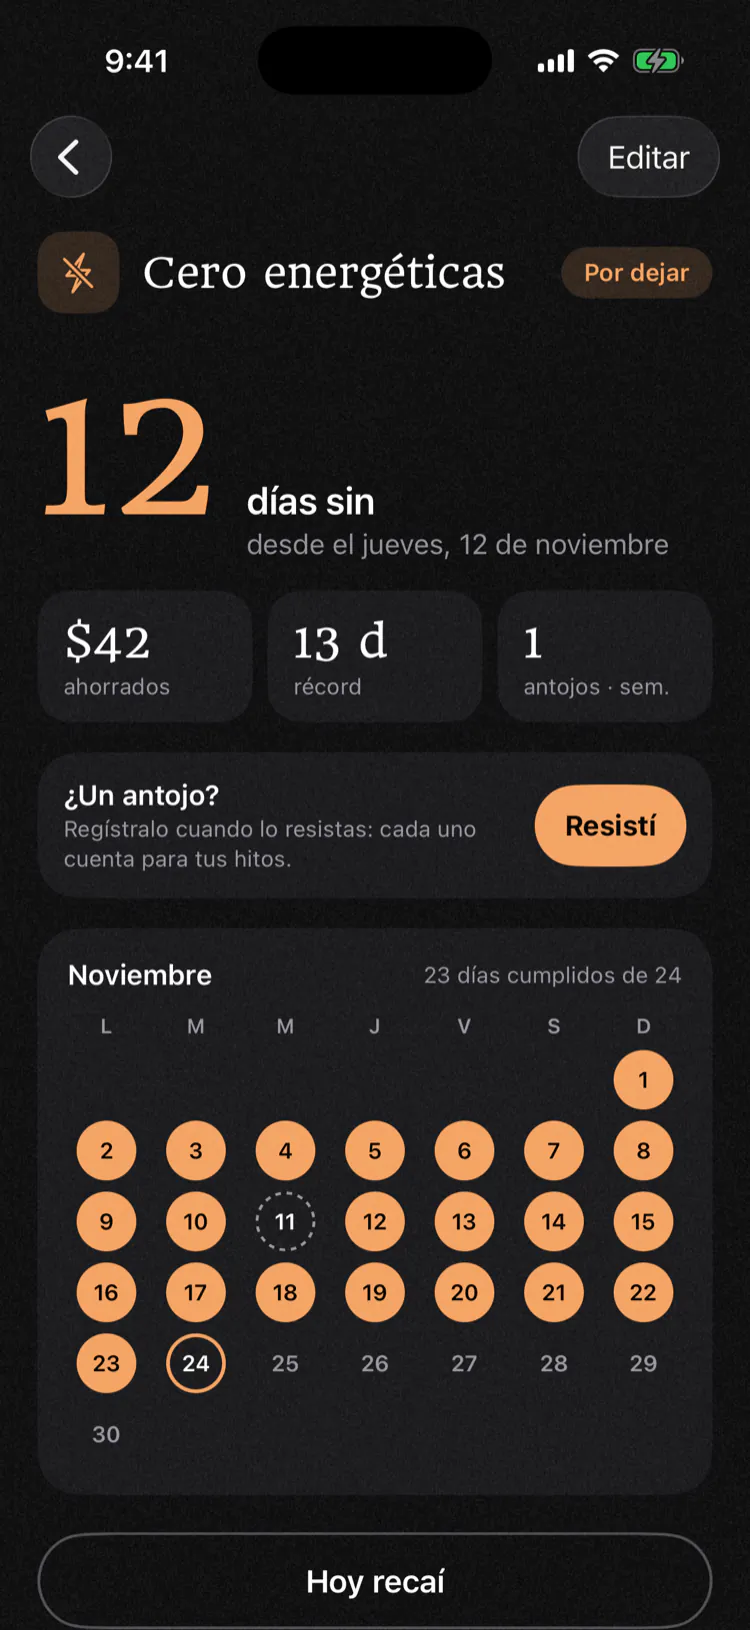 9:41
Editar
Cero energéticas
Por dejar
12
días sin
desde el jueves, 12 de noviembre
$42
ahorrados
13 d
récord
1
antojos · sem.
¿Un antojo?
Regístralo cuando lo resistas: cada uno
cuenta para tus hitos.
Resistí
Noviembre
23 días cumplidos de 24
L M M J V S D
1
2 3 4 5 6 7 8
9 10 11 12 13 14 15
16 17 18 19 20 21 22
23 24 25 26 27 28 29
30
Hoy recaí